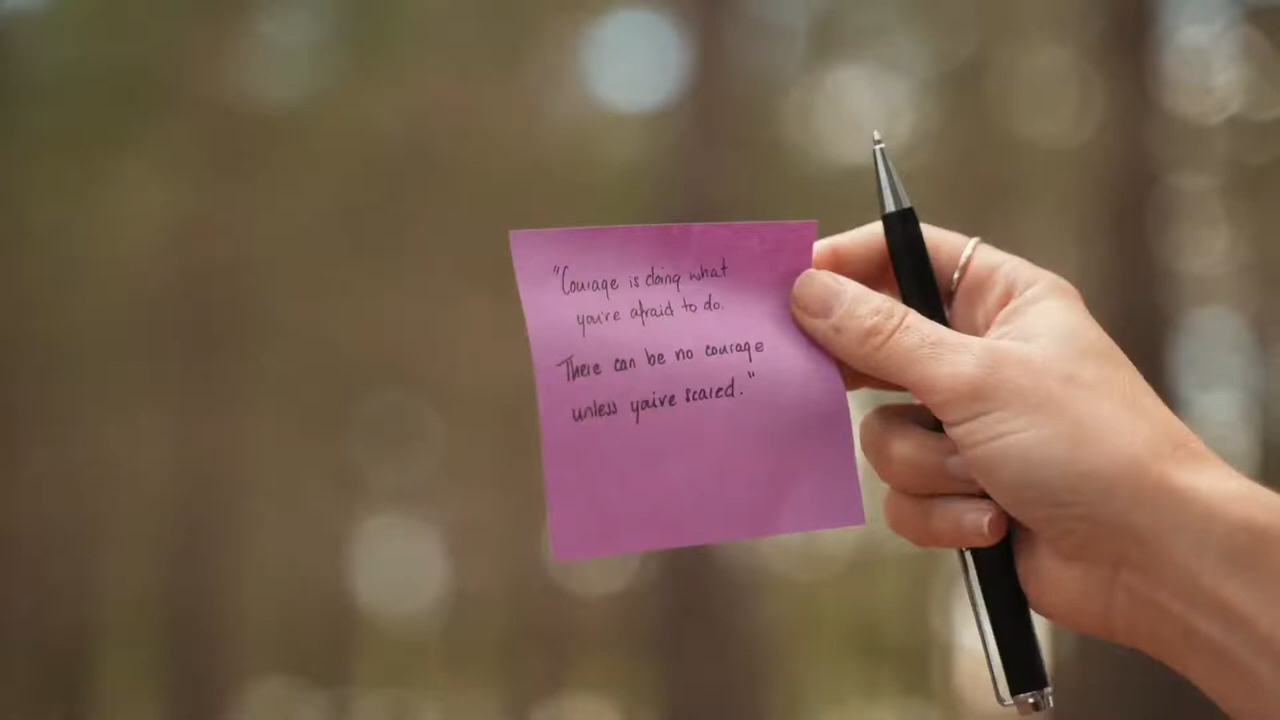 "Courage is doing what
you're afraid to do.
There can be no courage
unless you're scared."